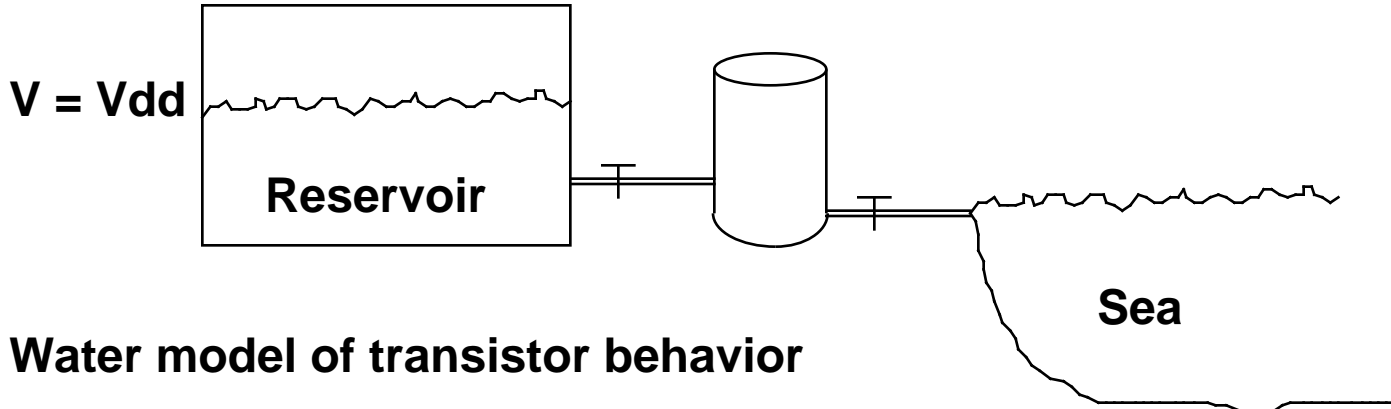 V = Vdd
Reservoir
Sea
Water model of transistor behavior